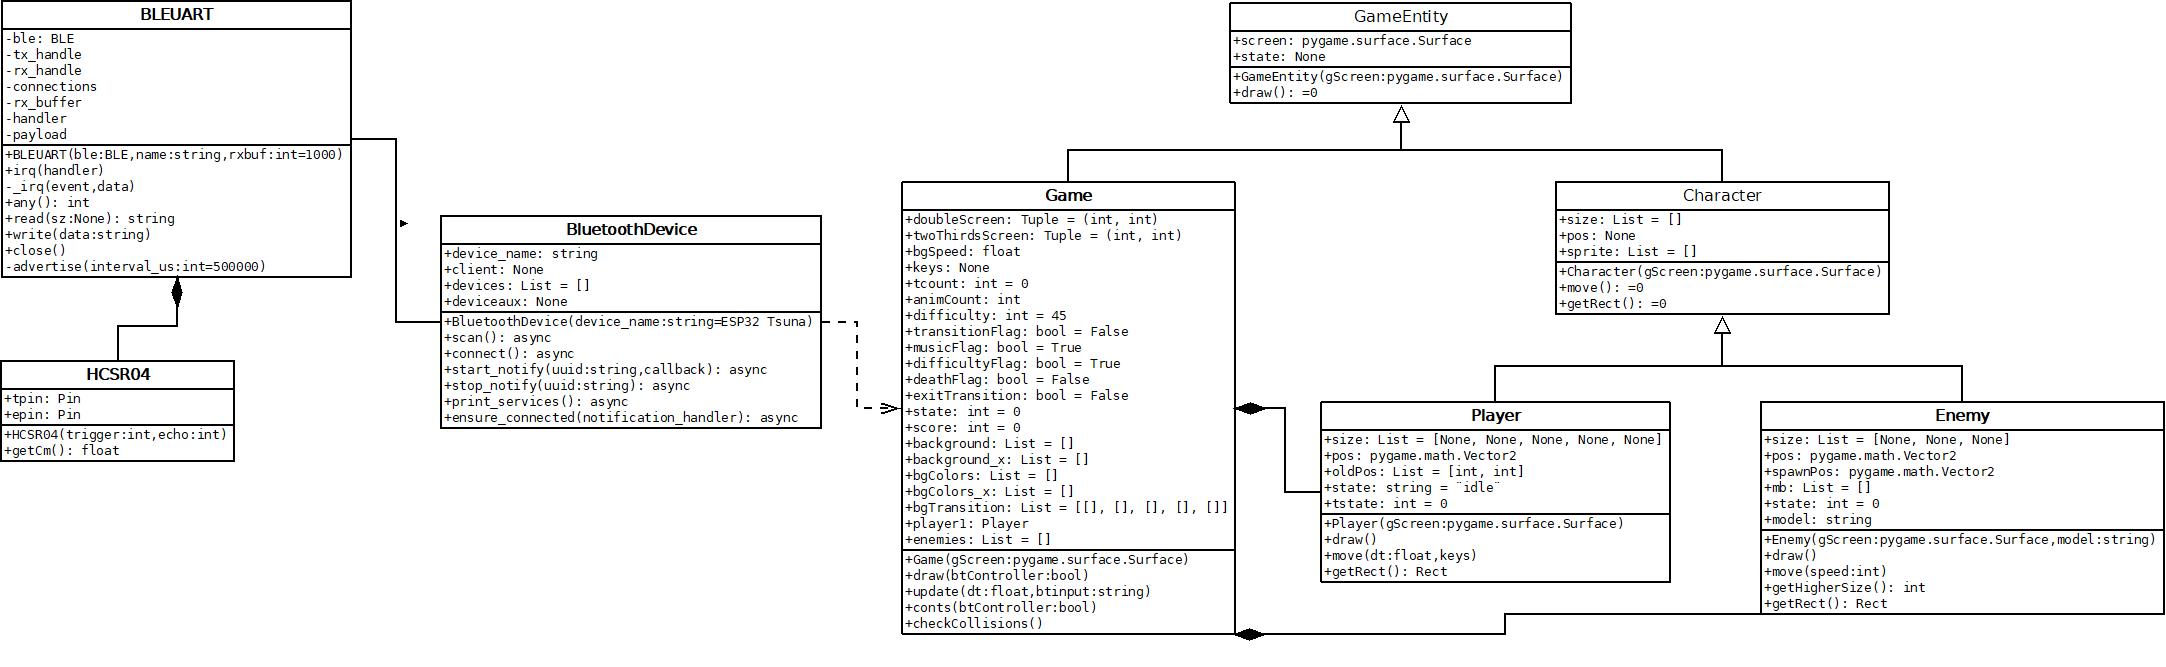 BLEUART
-ble: BLE
-tx_handle
-rx_handle
-connections
-rx_buffer
-handler
-payload
+BLEUART(ble:BLE,name:string,rxbuf:int=1000)
+irq(handler)
-_irq(event,data)
+any(): int
+read(sz:None): string
+write(data:string)
+close()
-advertise(interval_us:int=500000)
HCSR04
+tpin: Pin
+epin: Pin
+HCSR04(trigger:int,echo:int)
+getCm(): float
BluetoothDevice
+device_name: string
+client: None
+devices: List = []
+deviceaux: None
+BluetoothDevice(device_name:string=ESP32 Tsuna)
+scan(): async
+connect(): async
+start_notify(uuid:string,callback): async
+stop_notify(uuid:string): async
+print_services(): async
+ensure_connected(notification_handler): async
GameEntity
+screen: pygame.surface.Surface
+state: None
+GameEntity(gScreen:pygame.surface.Surface)
+draw(): =0
Game
+doubleScreen: Tuple = (int, int)
+twoThirdsScreen: Tuple = (int, int)
+bgSpeed: float
+keys: None
+tcount: int = 0
+animCount: int
+difficulty: int = 45
+transitionFlag: bool = False
+musicFlag: bool = True
+difficultyFlag: bool = True
+deathFlag: bool = False
+exitTransition: bool = False
+state: int = 0
+score: int = 0
+background: List = []
+background_x: List = []
+bgColors: List = []
+bgColors_x: List = []
+bgTransition: List = [[], [], [], [], []]
+player1: Player
+enemies: List = []
+Game(gScreen:pygame.surface.Surface)
+draw(btController:bool)
+update(dt:float,btinput:string)
+conts(btController:bool)
+checkCollisions()
Character
+size: List = []
+pos: None
+sprite: List = []
+Character(gScreen:pygame.surface.Surface)
+move(): =0
+getRect(): =0
Player
+size: List = [None, None, None, None, None]
+pos: pygame.math.Vector2
+oldPos: List = [int, int]
+state: string = ¨idle¨
+tstate: int = 0
+Player(gScreen:pygame.surface.Surface)
+draw()
+move(dt:float,keys)
+getRect(): Rect
Enemy
+size: List = [None, None, None]
+pos: pygame.math.Vector2
+spawnPos: pygame.math.Vector2
+mb: List = []
+state: int = 0
+model: string
+Enemy(gScreen:pygame.surface.Surface,model:string)
+draw()
+move(speed:int)
+getHigherSize(): int
+getRect(): Rect